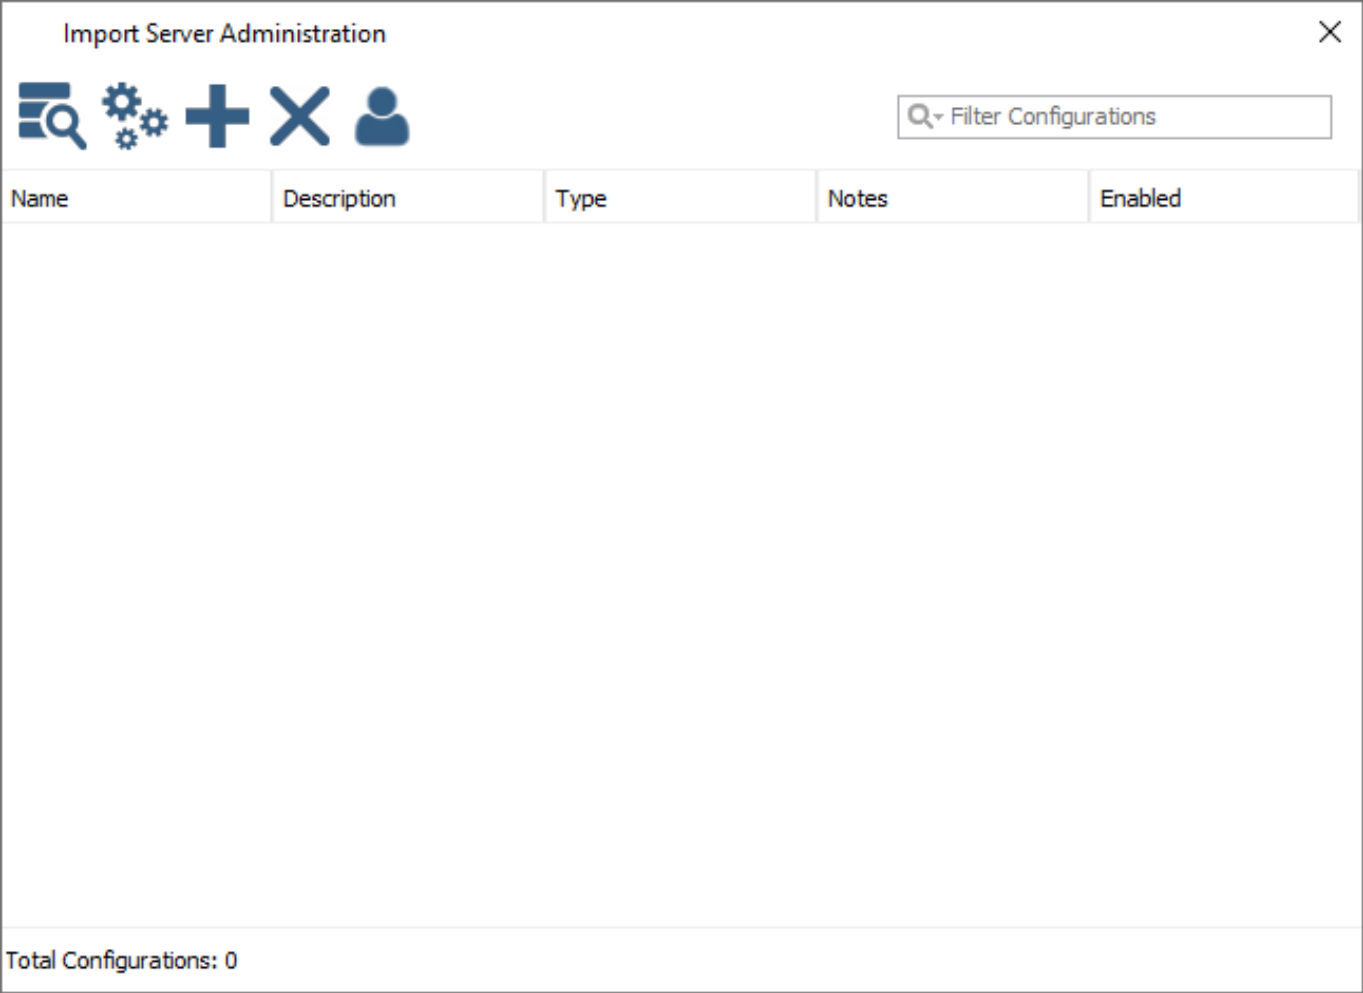 Import Server Administration
Filter Configurations
Name Description Type Notes Enabled
Total Configurations: 0